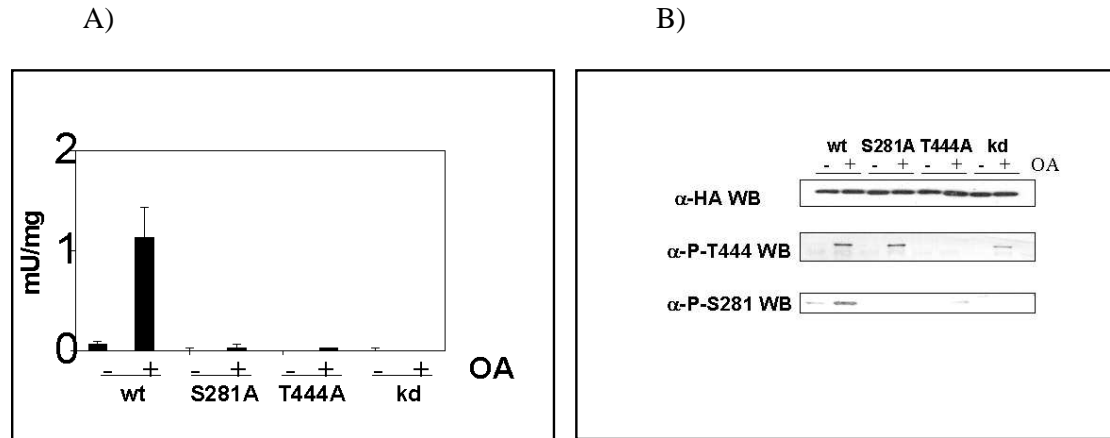 A)
B)
2
1
0
mU/mg
- + - + - + - + OA
wt S281A T444A kd
wt S281A T444A kd
- + - + - + - + OA
α-HA WB
α-P-T444 WB
α-P-S281 WB